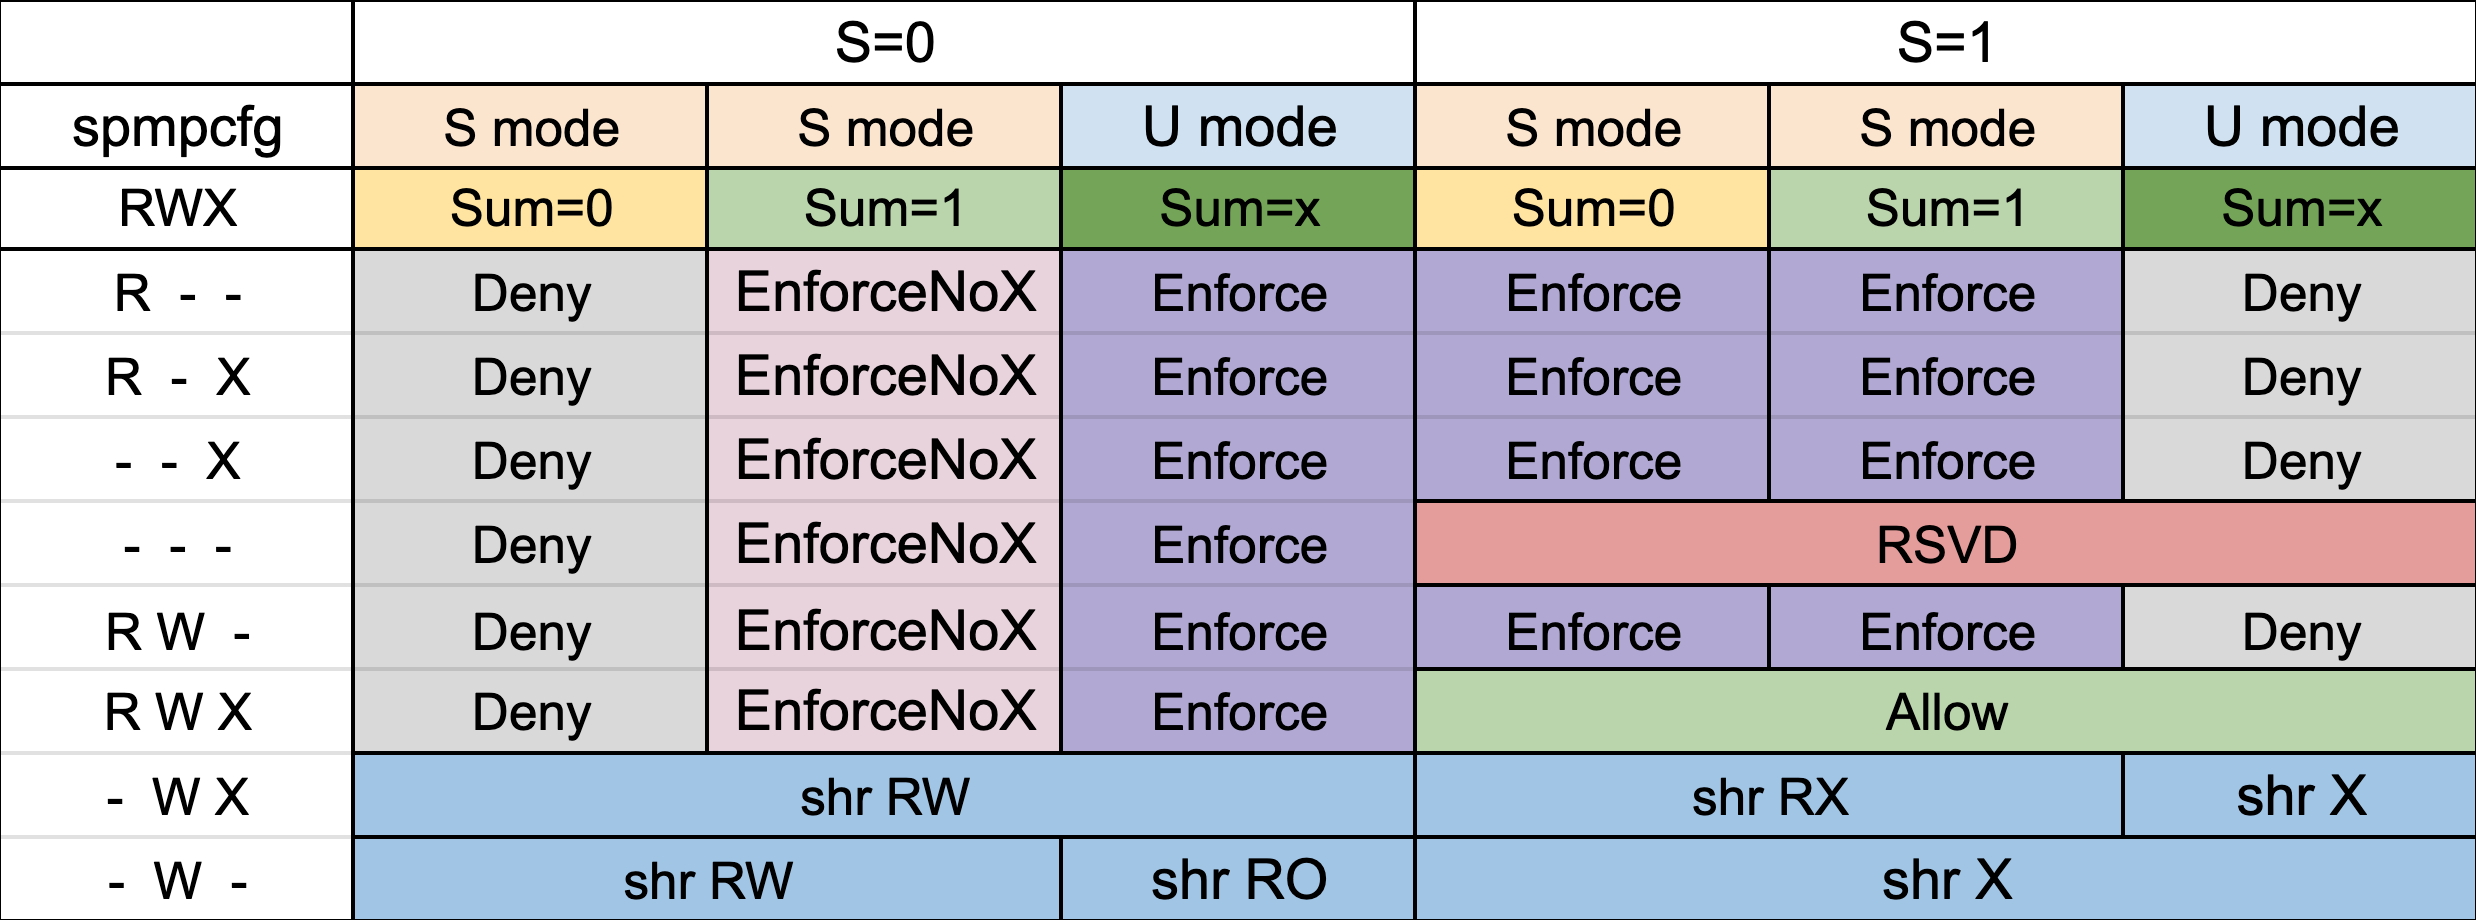 S=0 S=1
spmpcfg S mode S mode U mode S mode S mode U mode
RWX Sum=0 Sum=1 Sum=x Sum=0 Sum=1 Sum=x
R - - Deny EnforceNoX Enforce Enforce Enforce Deny
R - X Deny EnforceNoX Enforce Enforce Enforce Deny
- - X Deny EnforceNoX Enforce Enforce Enforce Deny
- - - Deny EnforceNoX Enforce RSVD
R W - Deny EnforceNoX Enforce Enforce Enforce Deny
R W X Deny EnforceNoX Enforce Allow
- W X shr RW shr RX shr X
- W - shr RW shr RO shr X